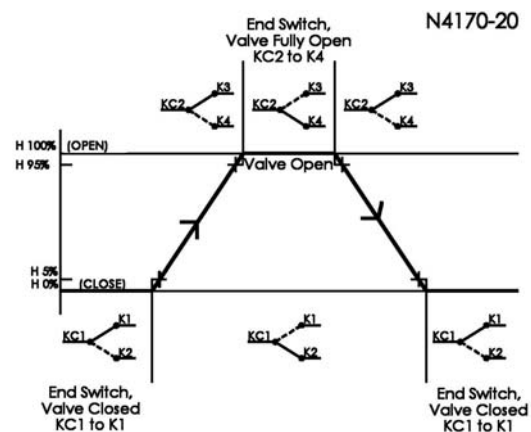 N4170-20
End Switch,
Valve Fully Open
KC2 to K4
KC2 K3 K4
KC2 K3 K4
KC2 K3 K4
H 100% (OPEN)
H 95%
Valve Open
H 5%
H 0% (CLOSE)
KC1 K1 K2
KC1 K1 K2
KC1 K1 K2
End Switch,
Valve Closed
KC1 to K1
End Switch,
Valve Closed
KC1 to K1